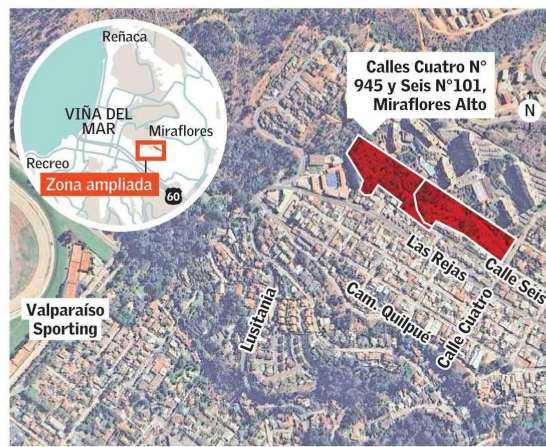 Reñaca
VIÑA DEL
MAR
Miraflores
Recreo
Zona ampliada
60
Calles Cuatro N°
945 y Seis N°101,
Miraflores Alto
N
Las Rejas
Calle Seis
Cam. Quilpué
Calle Cuatro
Lusitania
Valparaíso
Sporting